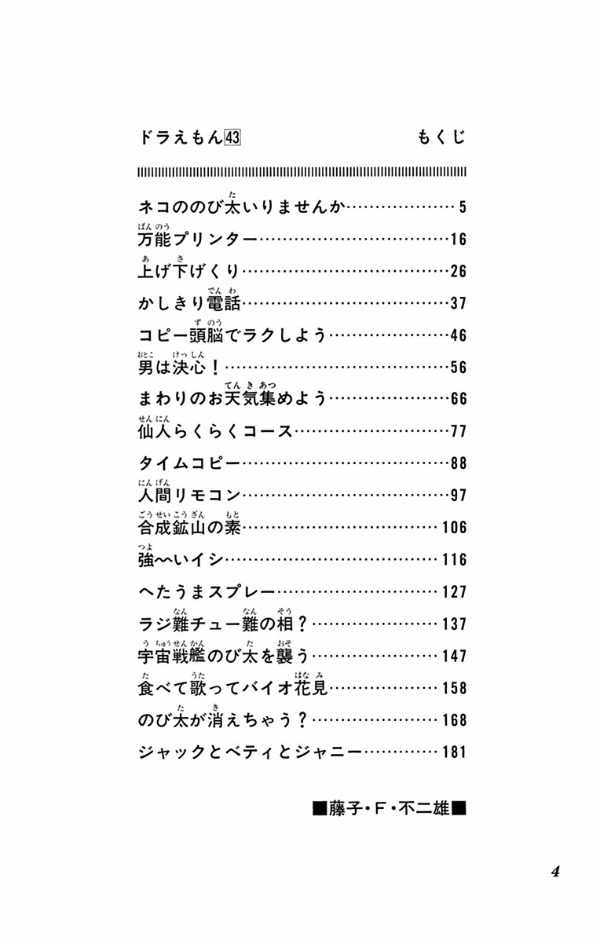 ドラえもん43 もくじ
ネコののび太いりませんか…………………5
万能プリンター…………………16
上げ下げくり…………………26
かしきり電話…………………37
コピー頭脳でラクしよう…………………46
男は決心！…………………56
まわりのお天気集めよう…………………66
仙人らくらくコース…………………77
タイムコピー…………………88
人間リモコン…………………97
合成鉱山の素…………………106
強〜いイシ…………………116
へたうまスプレー…………………127
ラジ難チュー難の相？…………………137
宇宙戦艦のび太を襲う…………………147
食べて歌ってバイオ花見…………………158
のび太が消えちゃう？…………………168
ジャックとベティとジャニー…………………181
■藤子・F・不二雄■
4